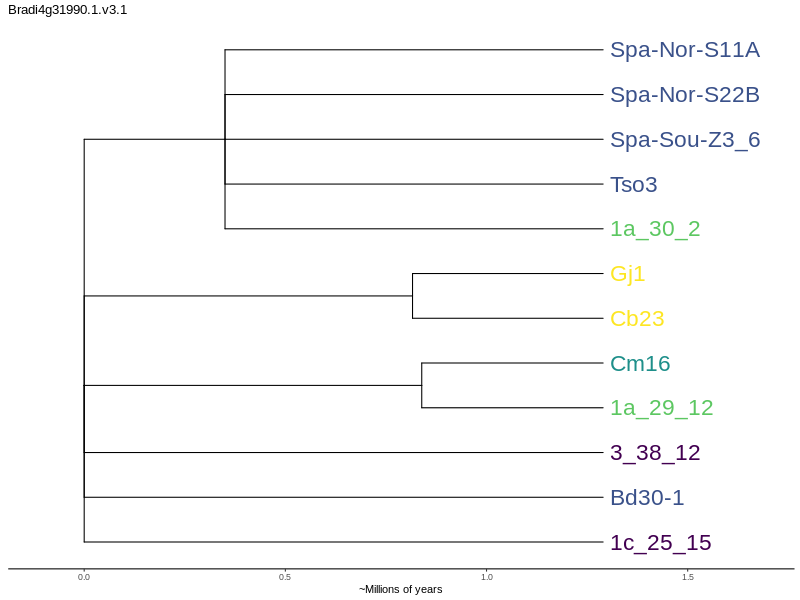 Bradi4g31990.1.v3.1
Spa-Nor-S11A
Spa-Nor-S22B
Spa-Sou-Z3_6
Tso3
1a_30_2
Gj1
Cb23
Cm16
1a_29_12
3_38_12
Bd30-1
1c_25_15
0.0 0.5 1.0 1.5
~Millions of years